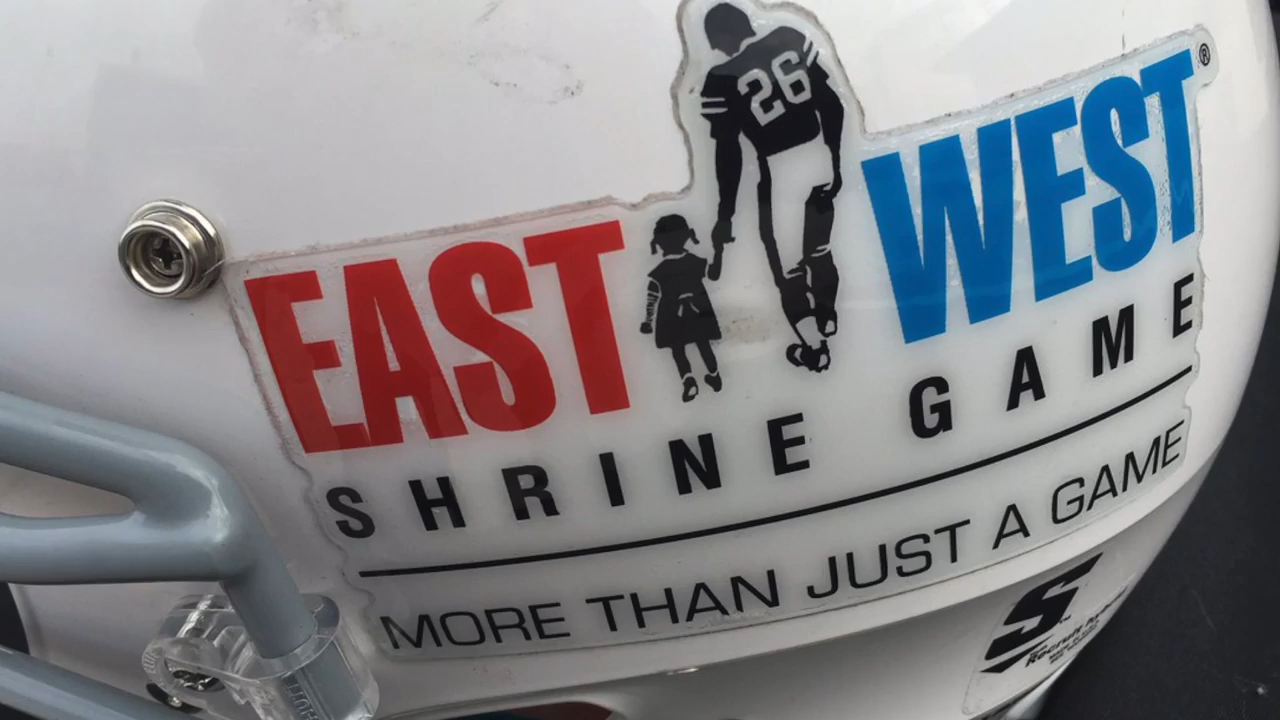 26
EAST WEST®
SHRINE GAME
MORE THAN JUST A GAME
S